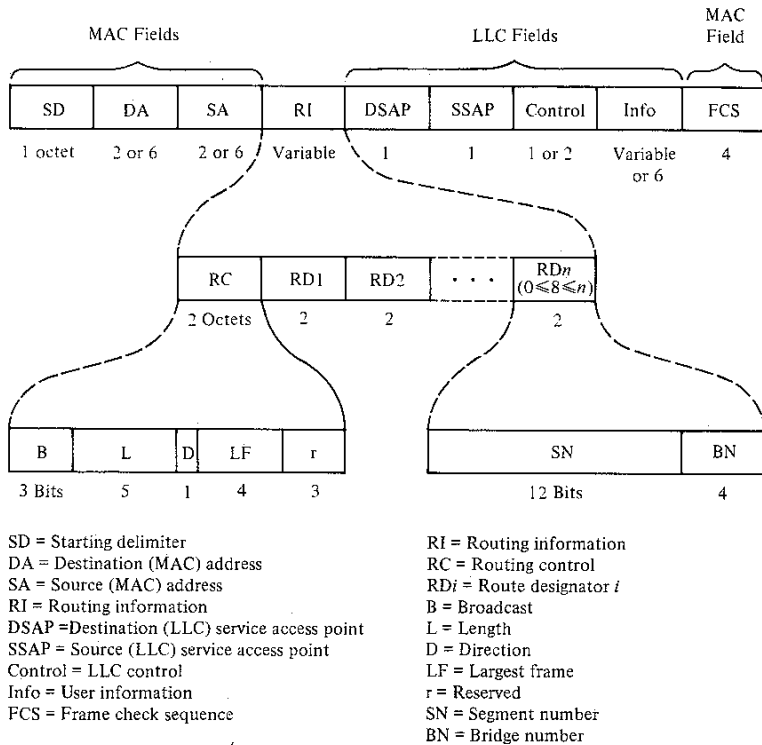 MAC Fields
LLC Fields
MAC
Field
SD DA SA RI DSAP SSAP Control Info FCS
1 octet 2 or 6 2 or 6 Variable 1 1 1 or 2 Variable or 6 4
RC RD1 RD2 · · · RDn
(0≤8≤n)
2 Octets 2 2 2
B L D LF r
3 Bits 5 1 4 3
SN BN
12 Bits 4
SD = Starting delimiter
DA = Destination (MAC) address
SA = Source (MAC) address
RI = Routing information
DSAP =Destination (LLC) service access point
SSAP = Source (LLC) service access point
Control = LLC control
Info = User information
FCS = Frame check sequence
RI = Routing information
RC = Routing control
RDi = Route designator i
B = Broadcast
L = Length
D = Direction
LF = Largest frame
r = Reserved
SN = Segment number
BN = Bridge number